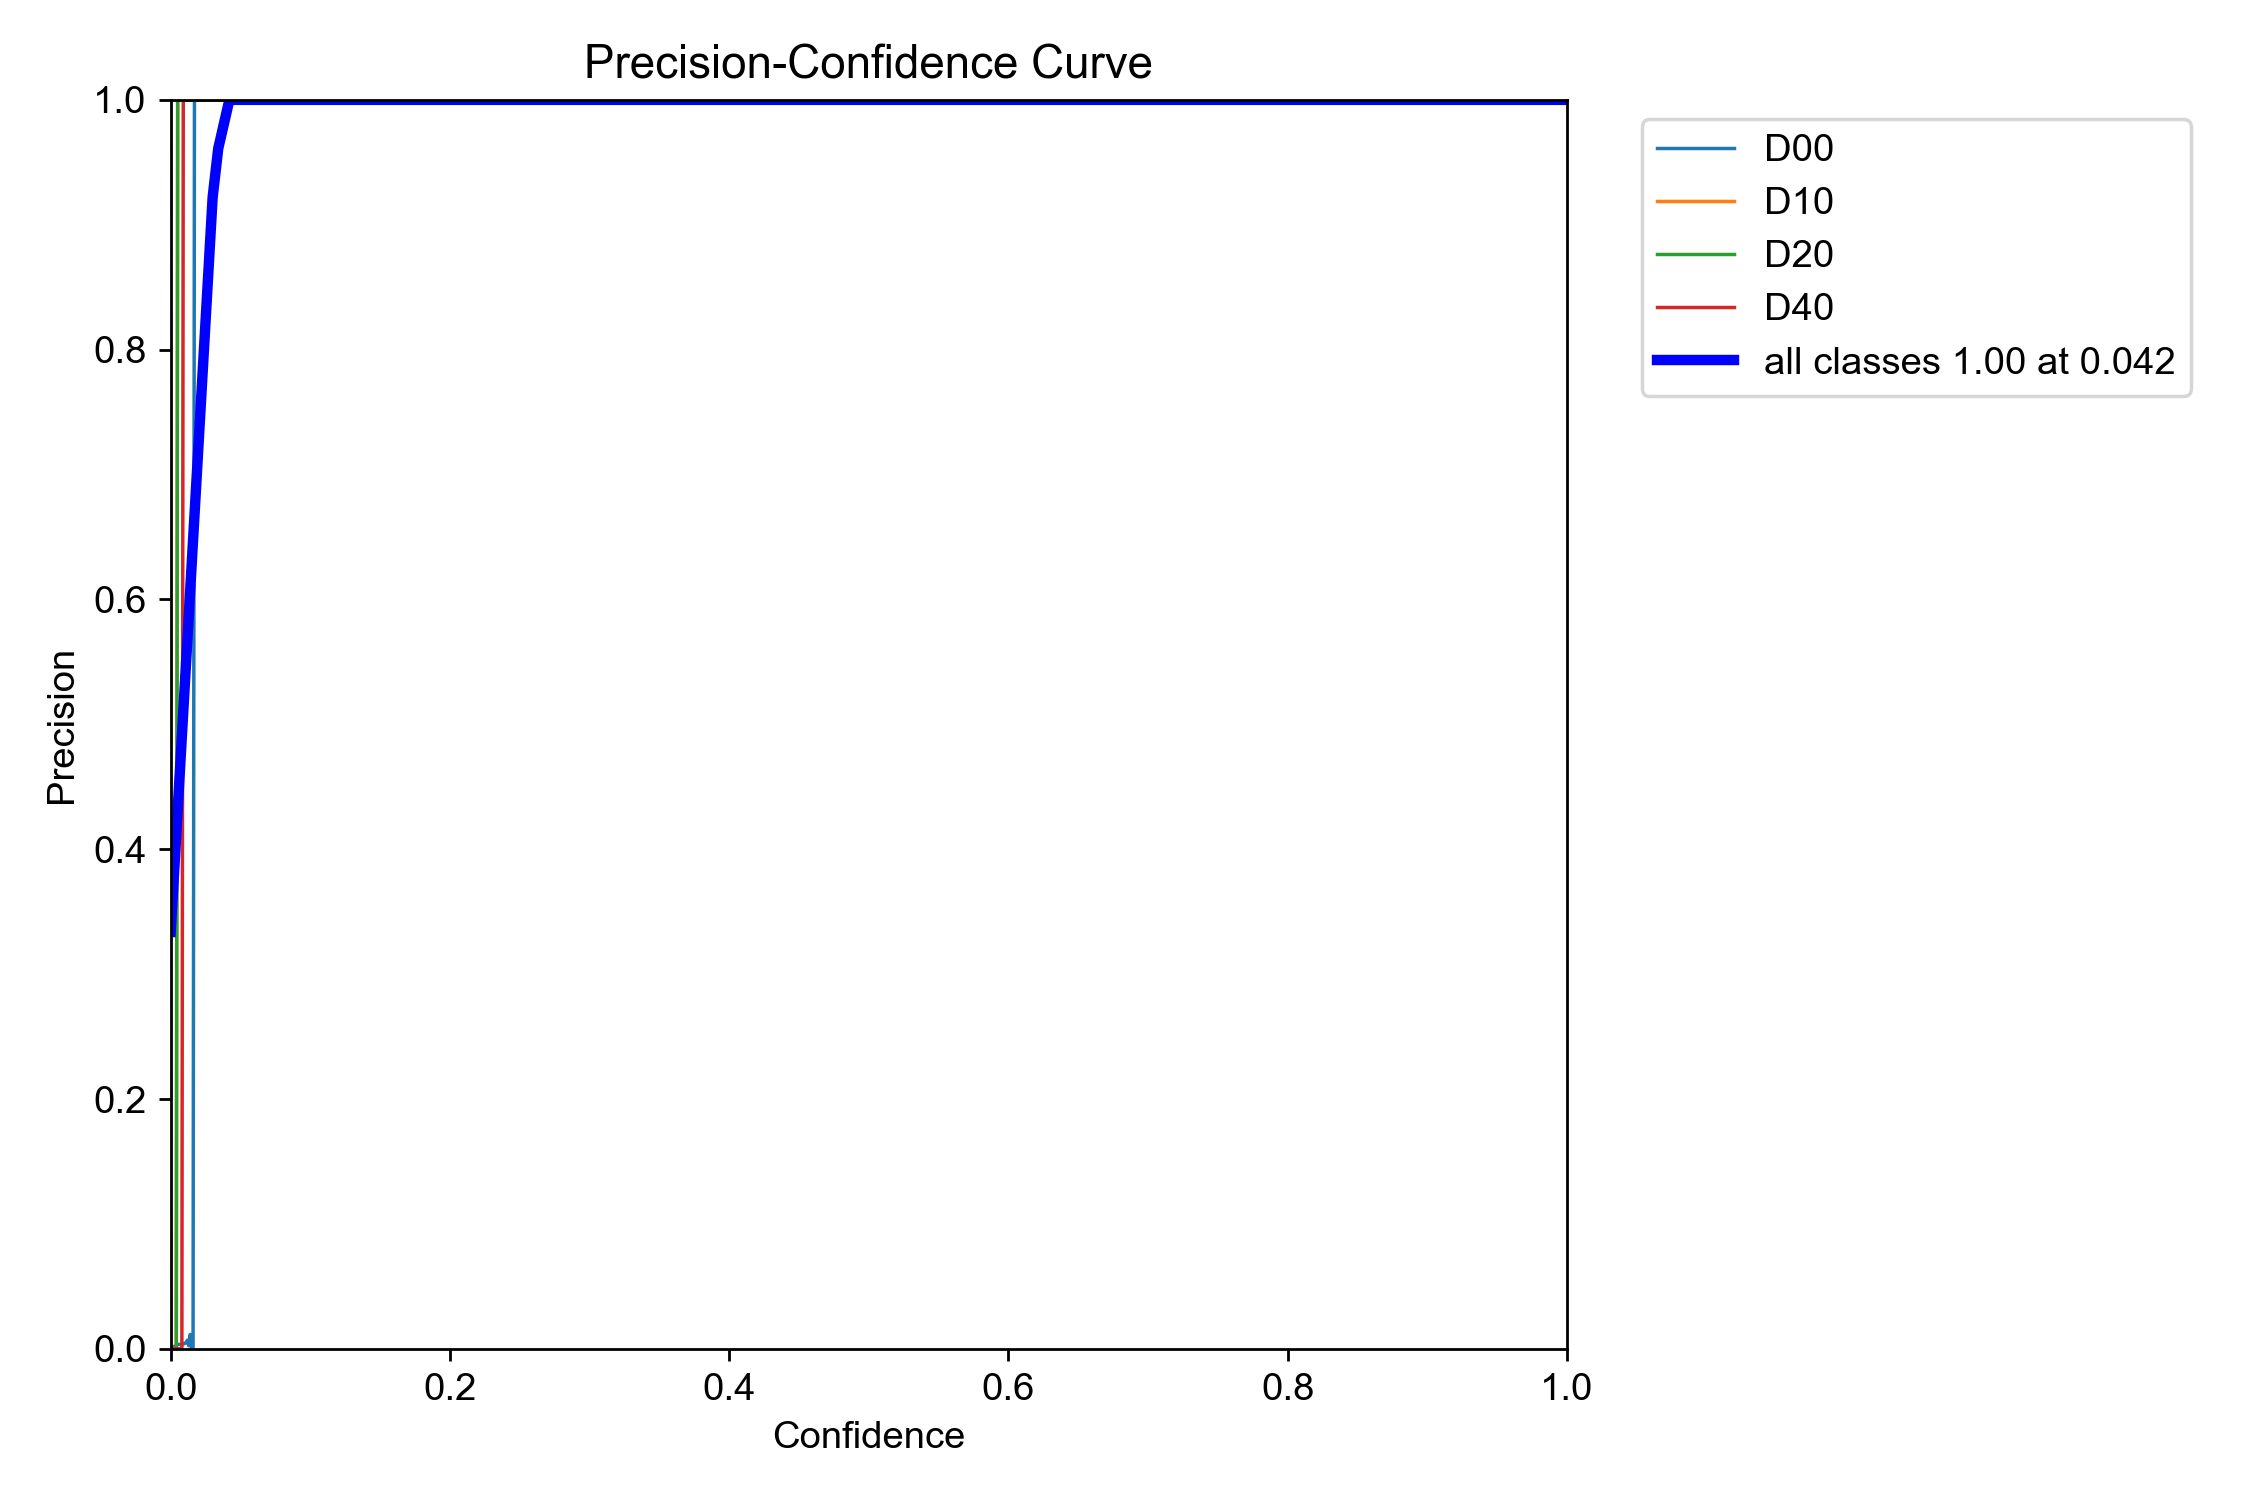 Precision-Confidence Curve
1.0
0.8
0.6
0.4
0.2
0.0
Precision
0.0 0.2 0.4 0.6 0.8 1.0
Confidence
D00
D10
D20
D40
all classes 1.00 at 0.042